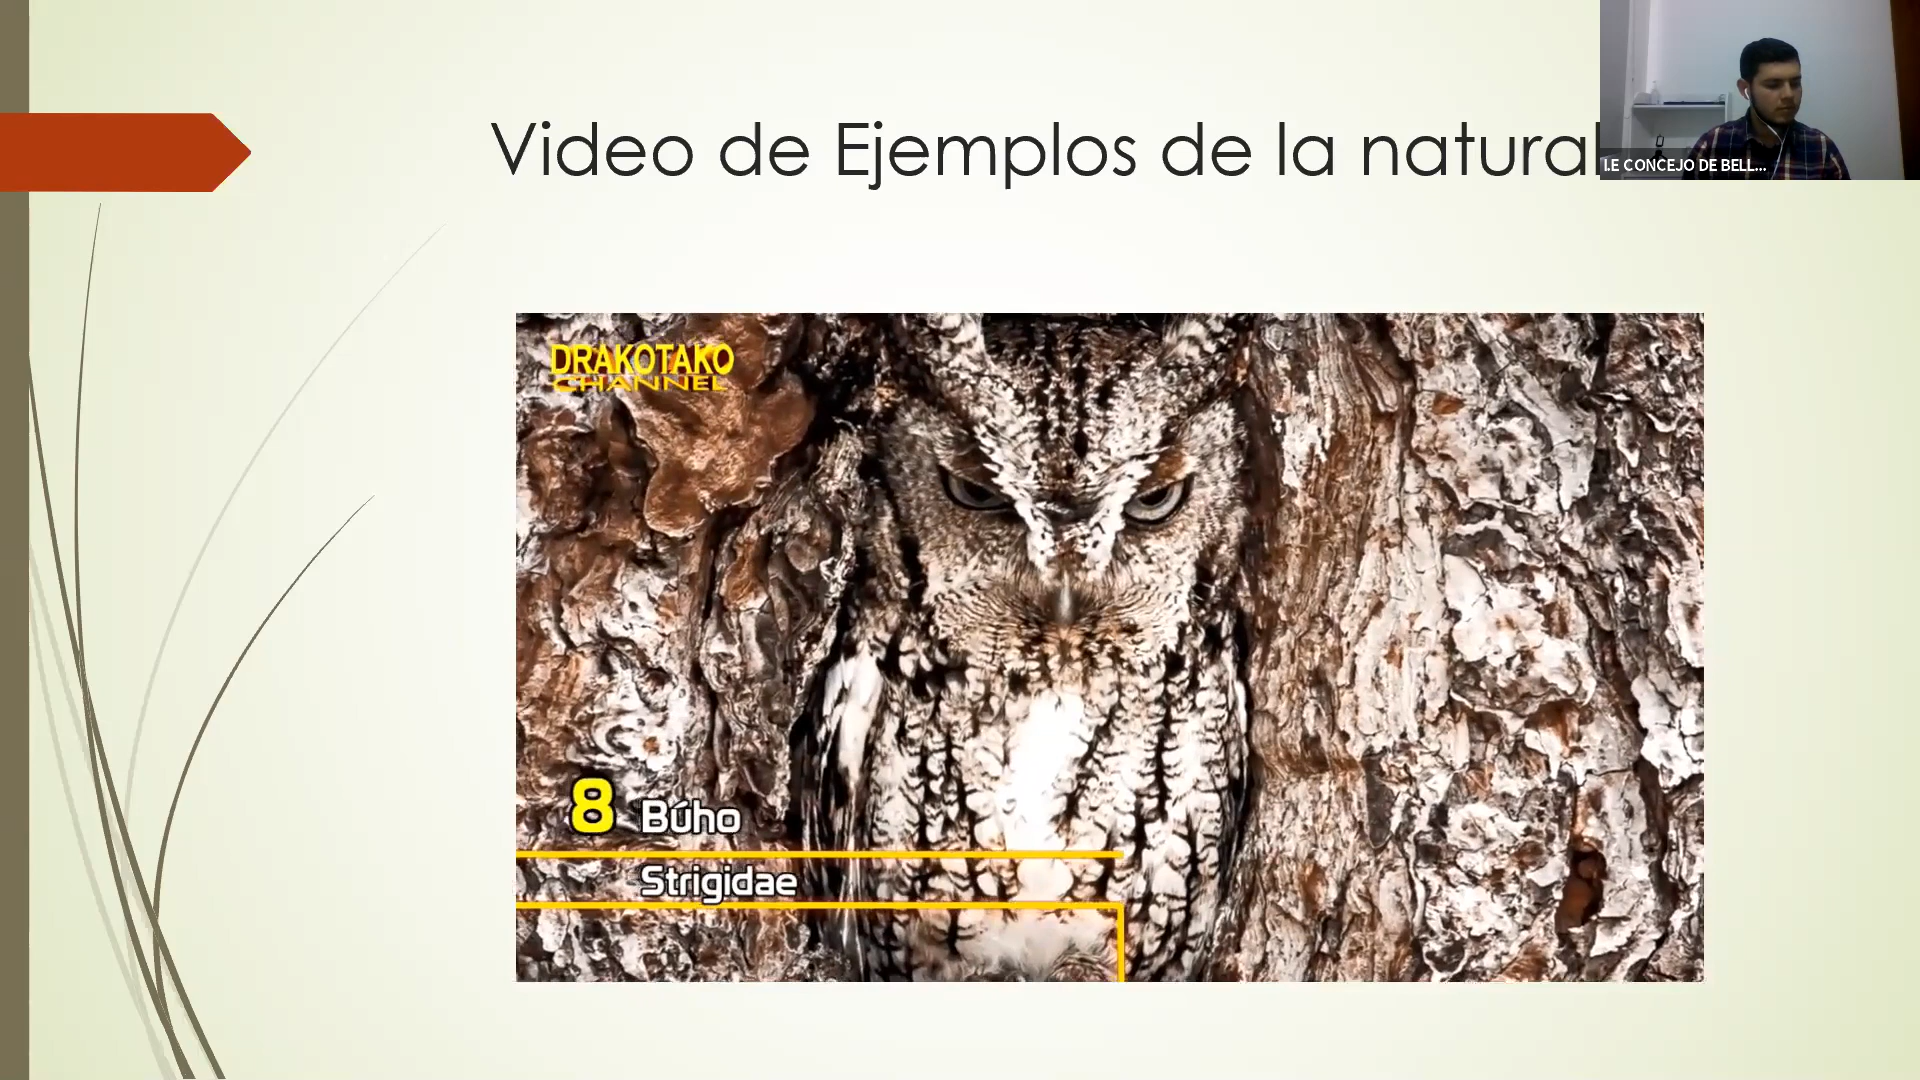 Video de Ejemplos de la natural
I.E CONCEJO DE BELL...
DRAKOTAKO
CHANNEL
8 Búho
Strigidae